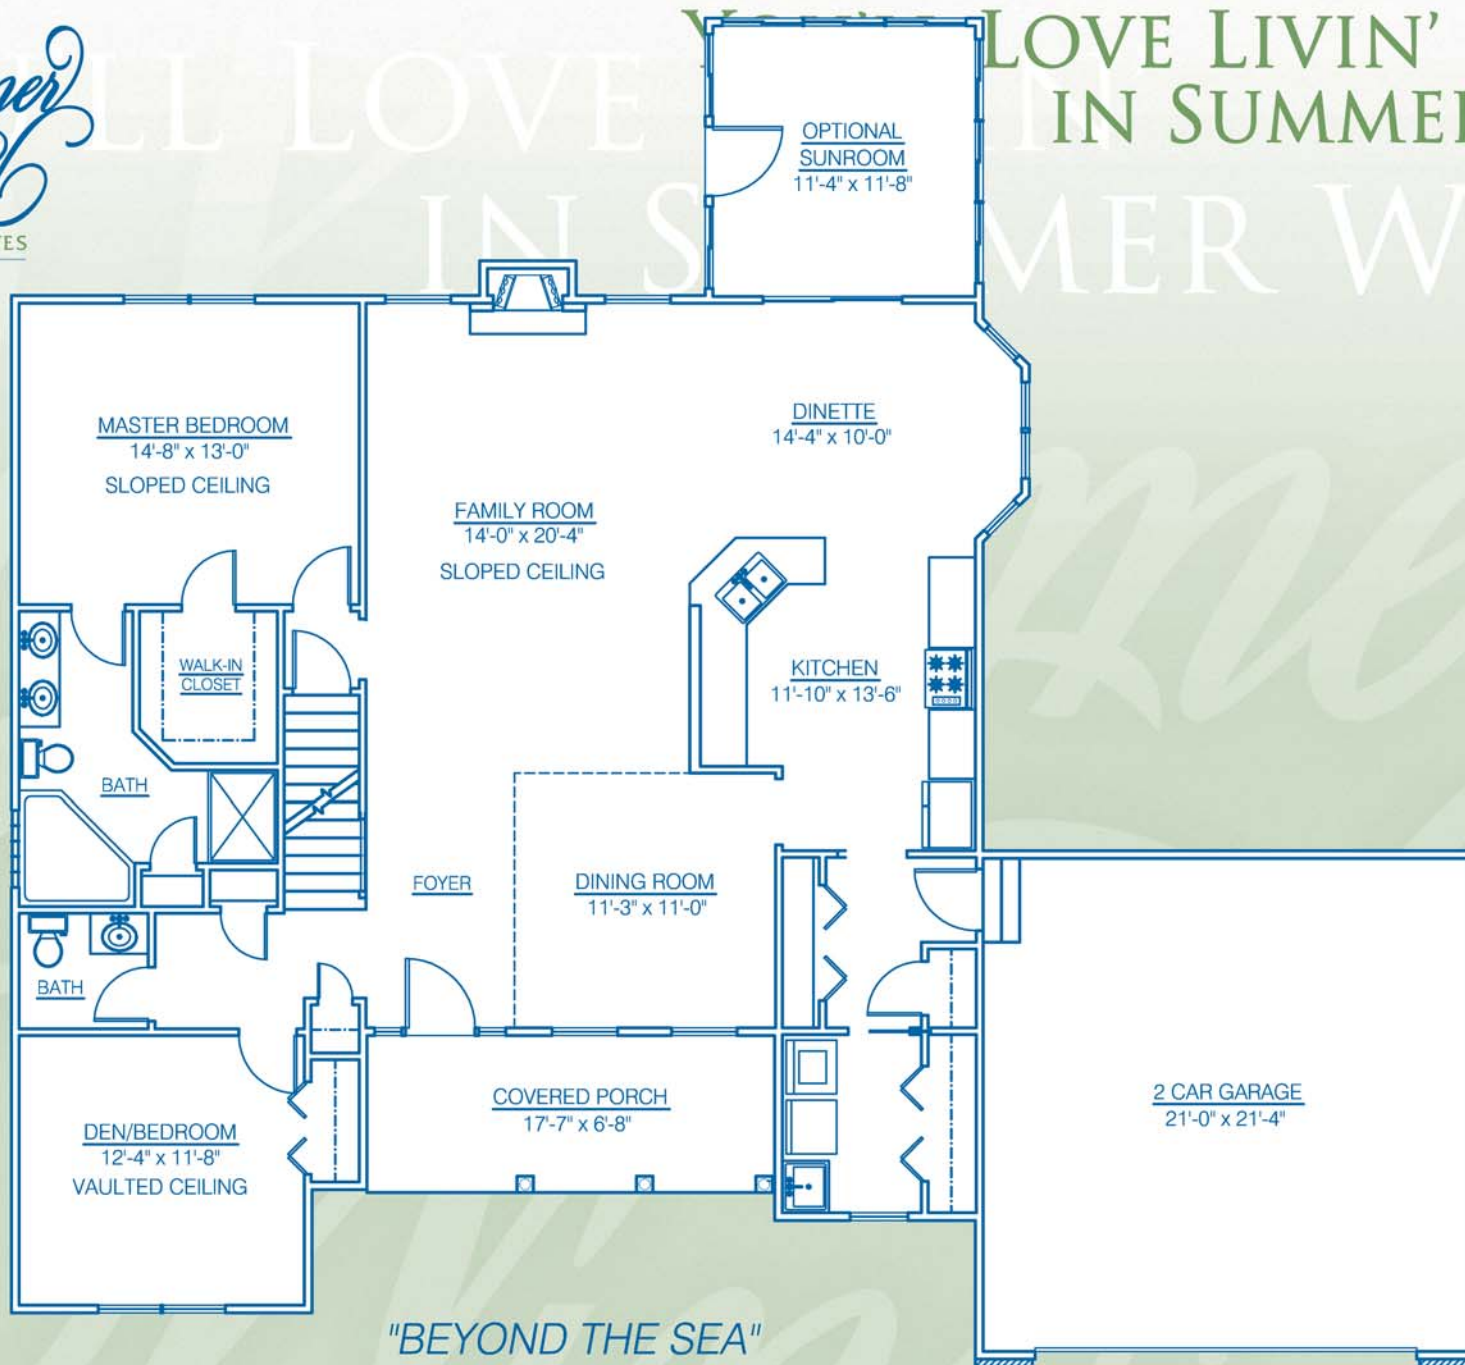 LOVE LIVIN'
IN SUMMER
OPTIONAL
SUNROOM
11'-4" x 11'-8"
MASTER BEDROOM
14'-8" x 13'-0"
SLOPED CEILING
DINETTE
14'-4" x 10'-0"
FAMILY ROOM
14'-0" x 20'-4"
SLOPED CEILING
WALK-IN
CLOSET
KITCHEN
11'-10" x 13'-6"
BATH
FOYER
DINING ROOM
11'-3" x 11'-0"
BATH
COVERED PORCH
17'-7" x 6'-8"
2 CAR GARAGE
21'-0" x 21'-4"
DEN/BEDROOM
12'-4" x 11'-8"
VAULTED CEILING
"BEYOND THE SEA"